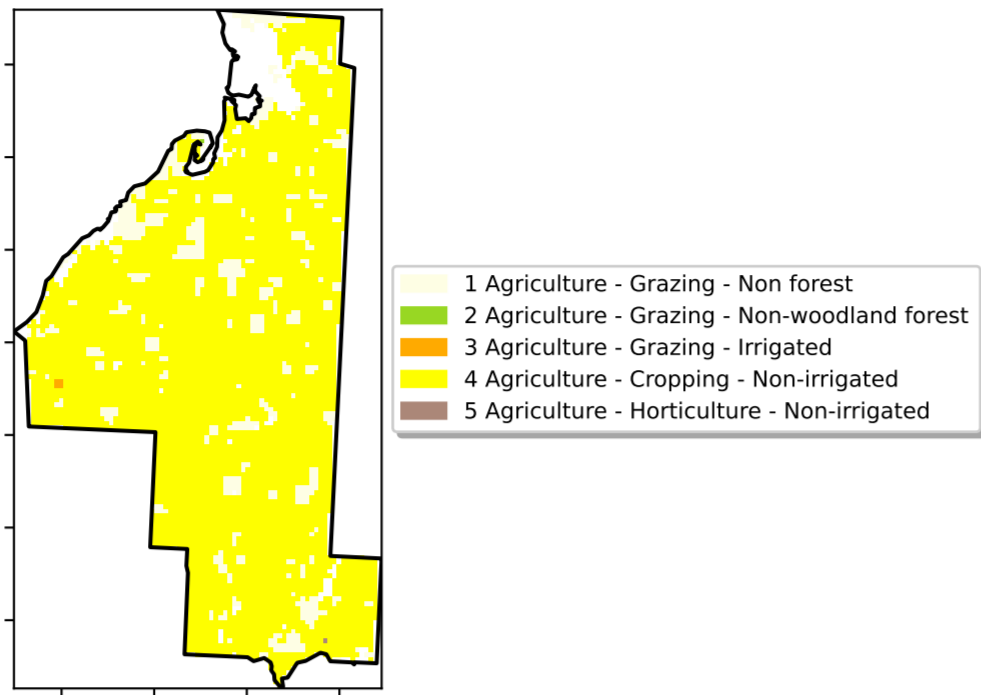 1 Agriculture - Grazing - Non forest
2 Agriculture - Grazing - Non-woodland forest
3 Agriculture - Grazing - Irrigated
4 Agriculture - Cropping - Non-irrigated
5 Agriculture - Horticulture - Non-irrigated